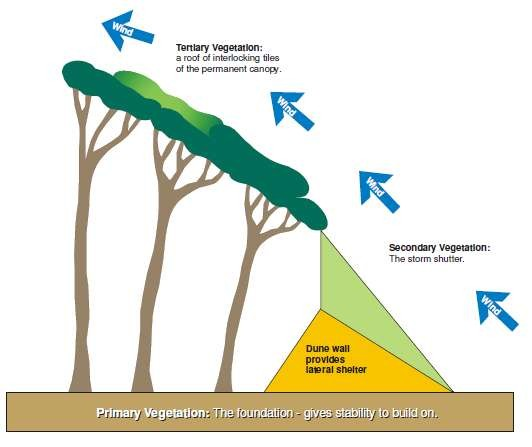 Wind
Tertiary Vegetation:
a roof of interlocking tiles
of the permanent canopy.
Wind
Wind
Secondary Vegetation:
The storm shutter.
Wind
Dune wall
provides
lateral shelter
Primary Vegetation: The foundation - gives stability to build on.